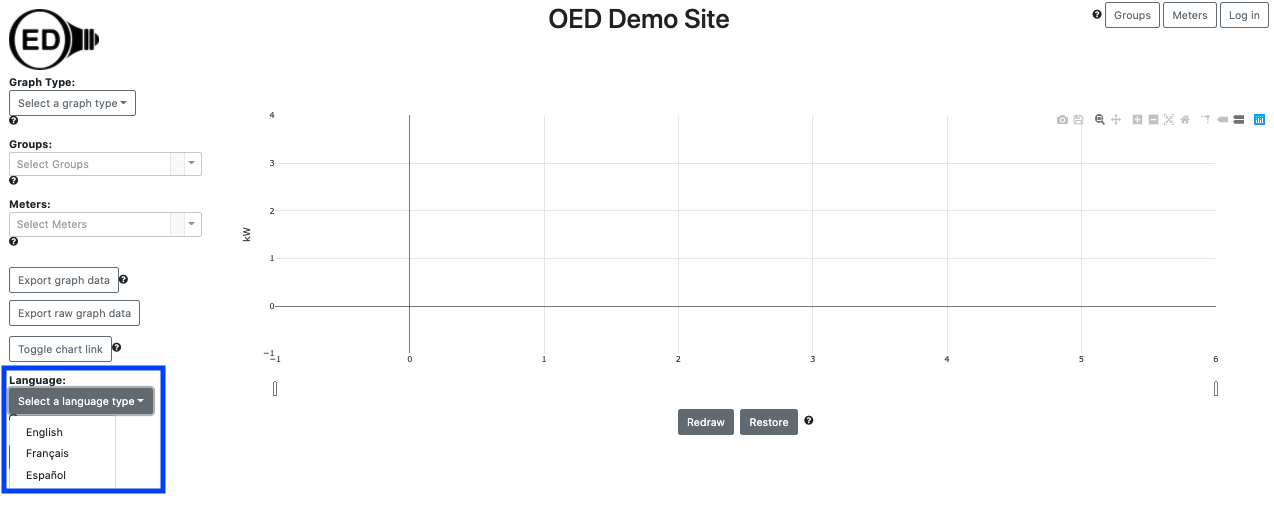 OED Demo Site
Groups
Meters
Log in
ED
Graph Type:
Select a graph type
Groups:
Select Groups
Meters:
Select Meters
Export graph data
Export raw graph data
Toggle chart link
Language:
Select a language type
English
Français
Español
kW
4
3
2
1
0
−1
−1 0 1 2 3 4 5 6
Redraw
Restore